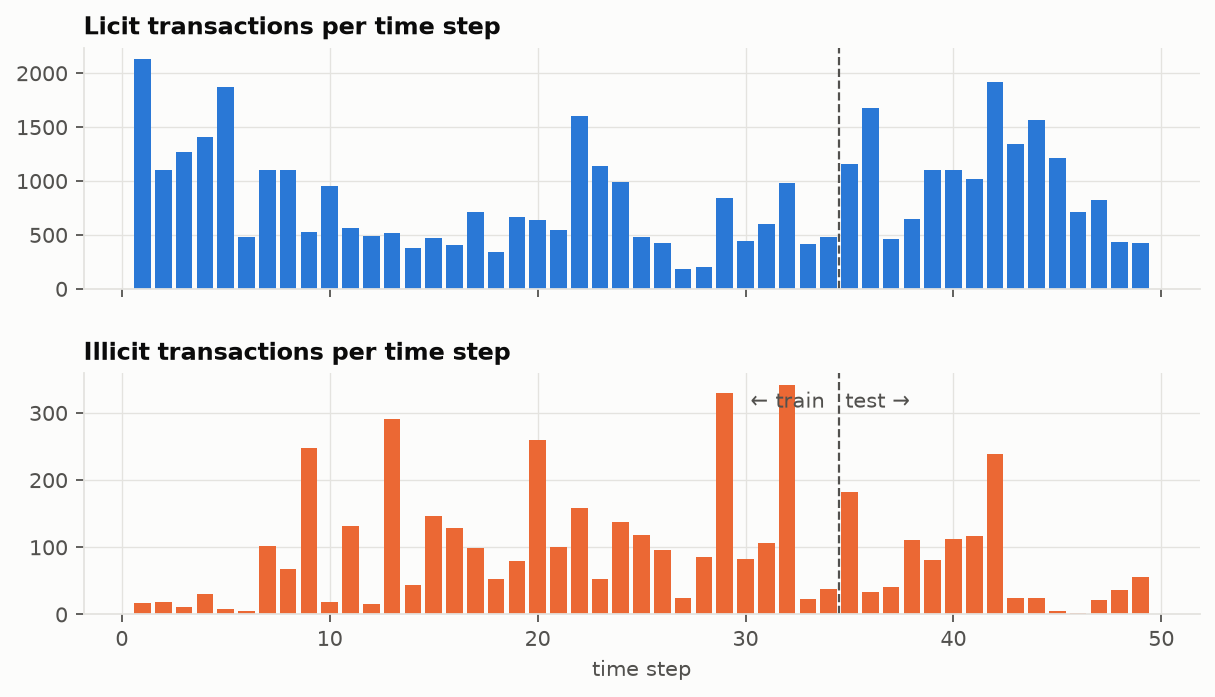 Licit transactions per time step
2000
1500
1000
500
0
Illicit transactions per time step
300
200
100
0
← train
test →
0 10 20 30 40 50
time step